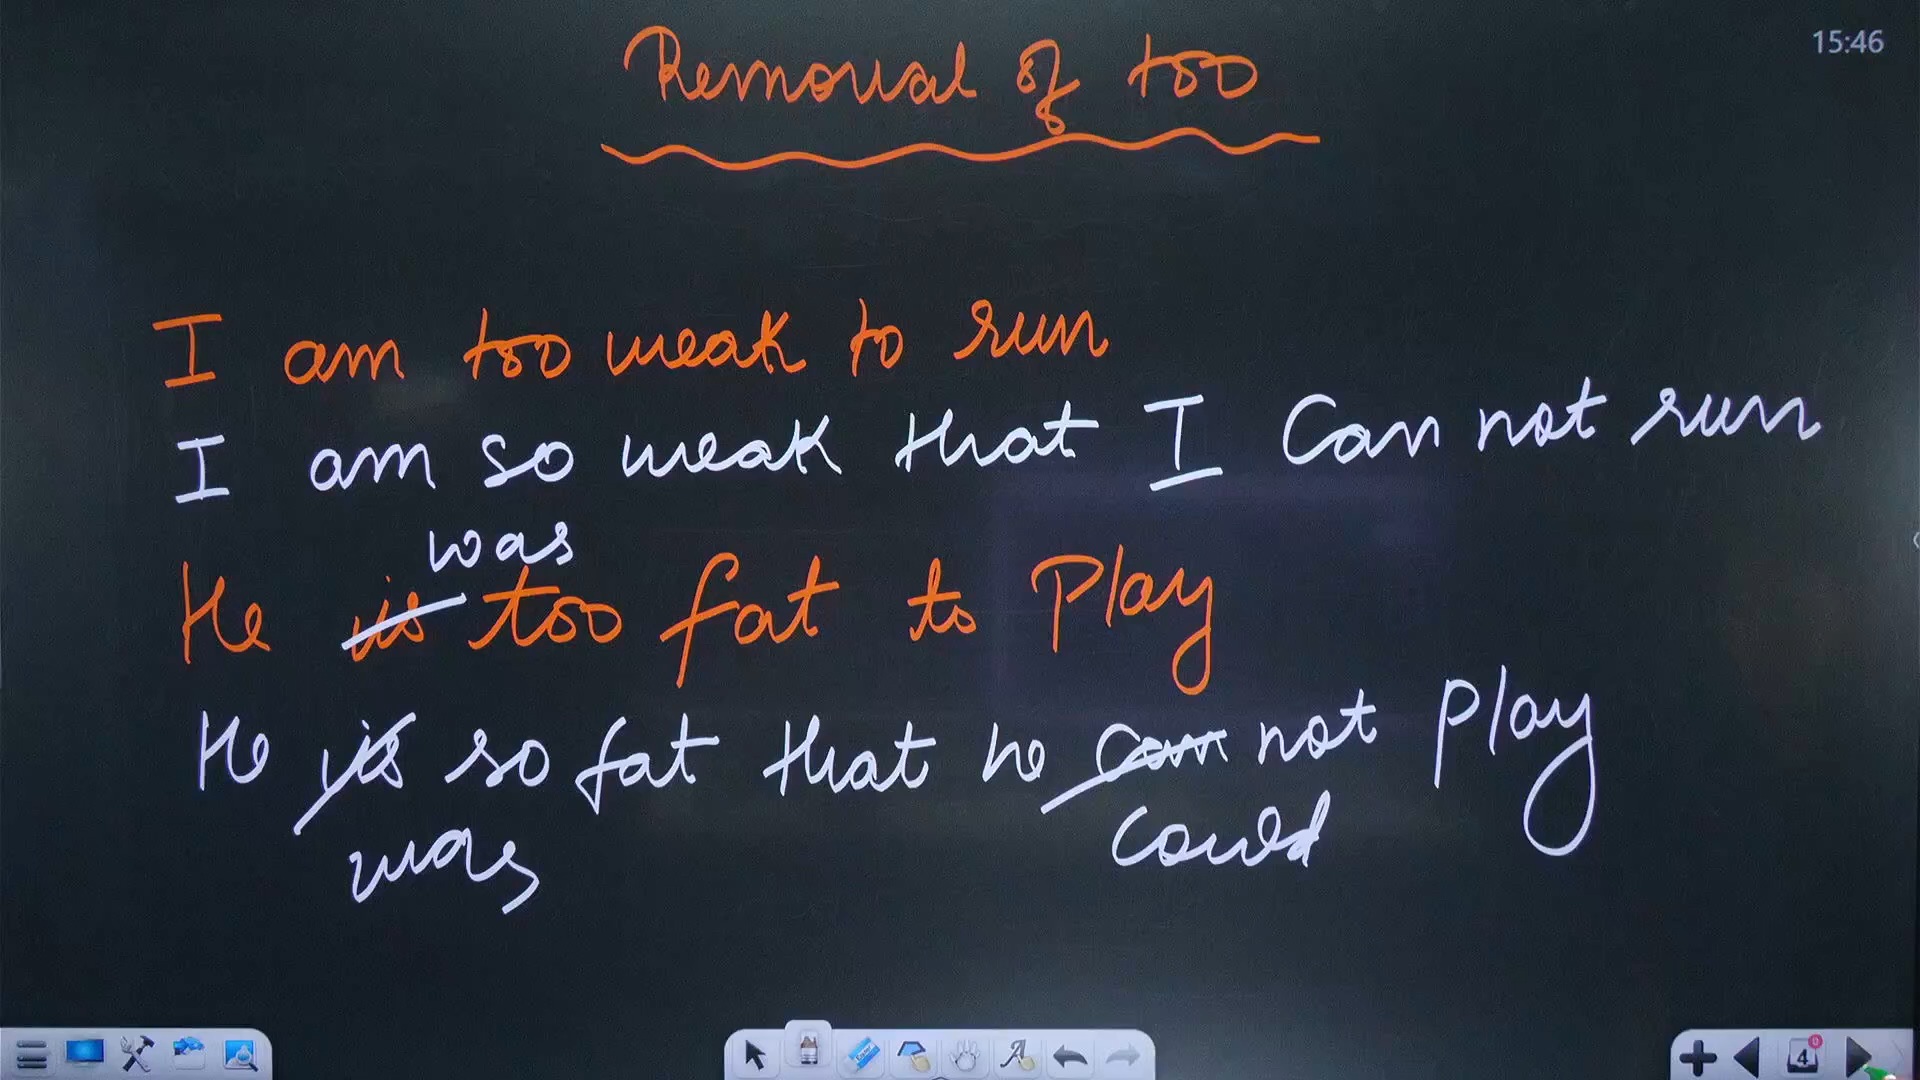 15:46
Removal of too
I am too weak to run
I am so weak that I Can not run
was
He is too fat to Play
He is so fat that he can not Play
was could
4